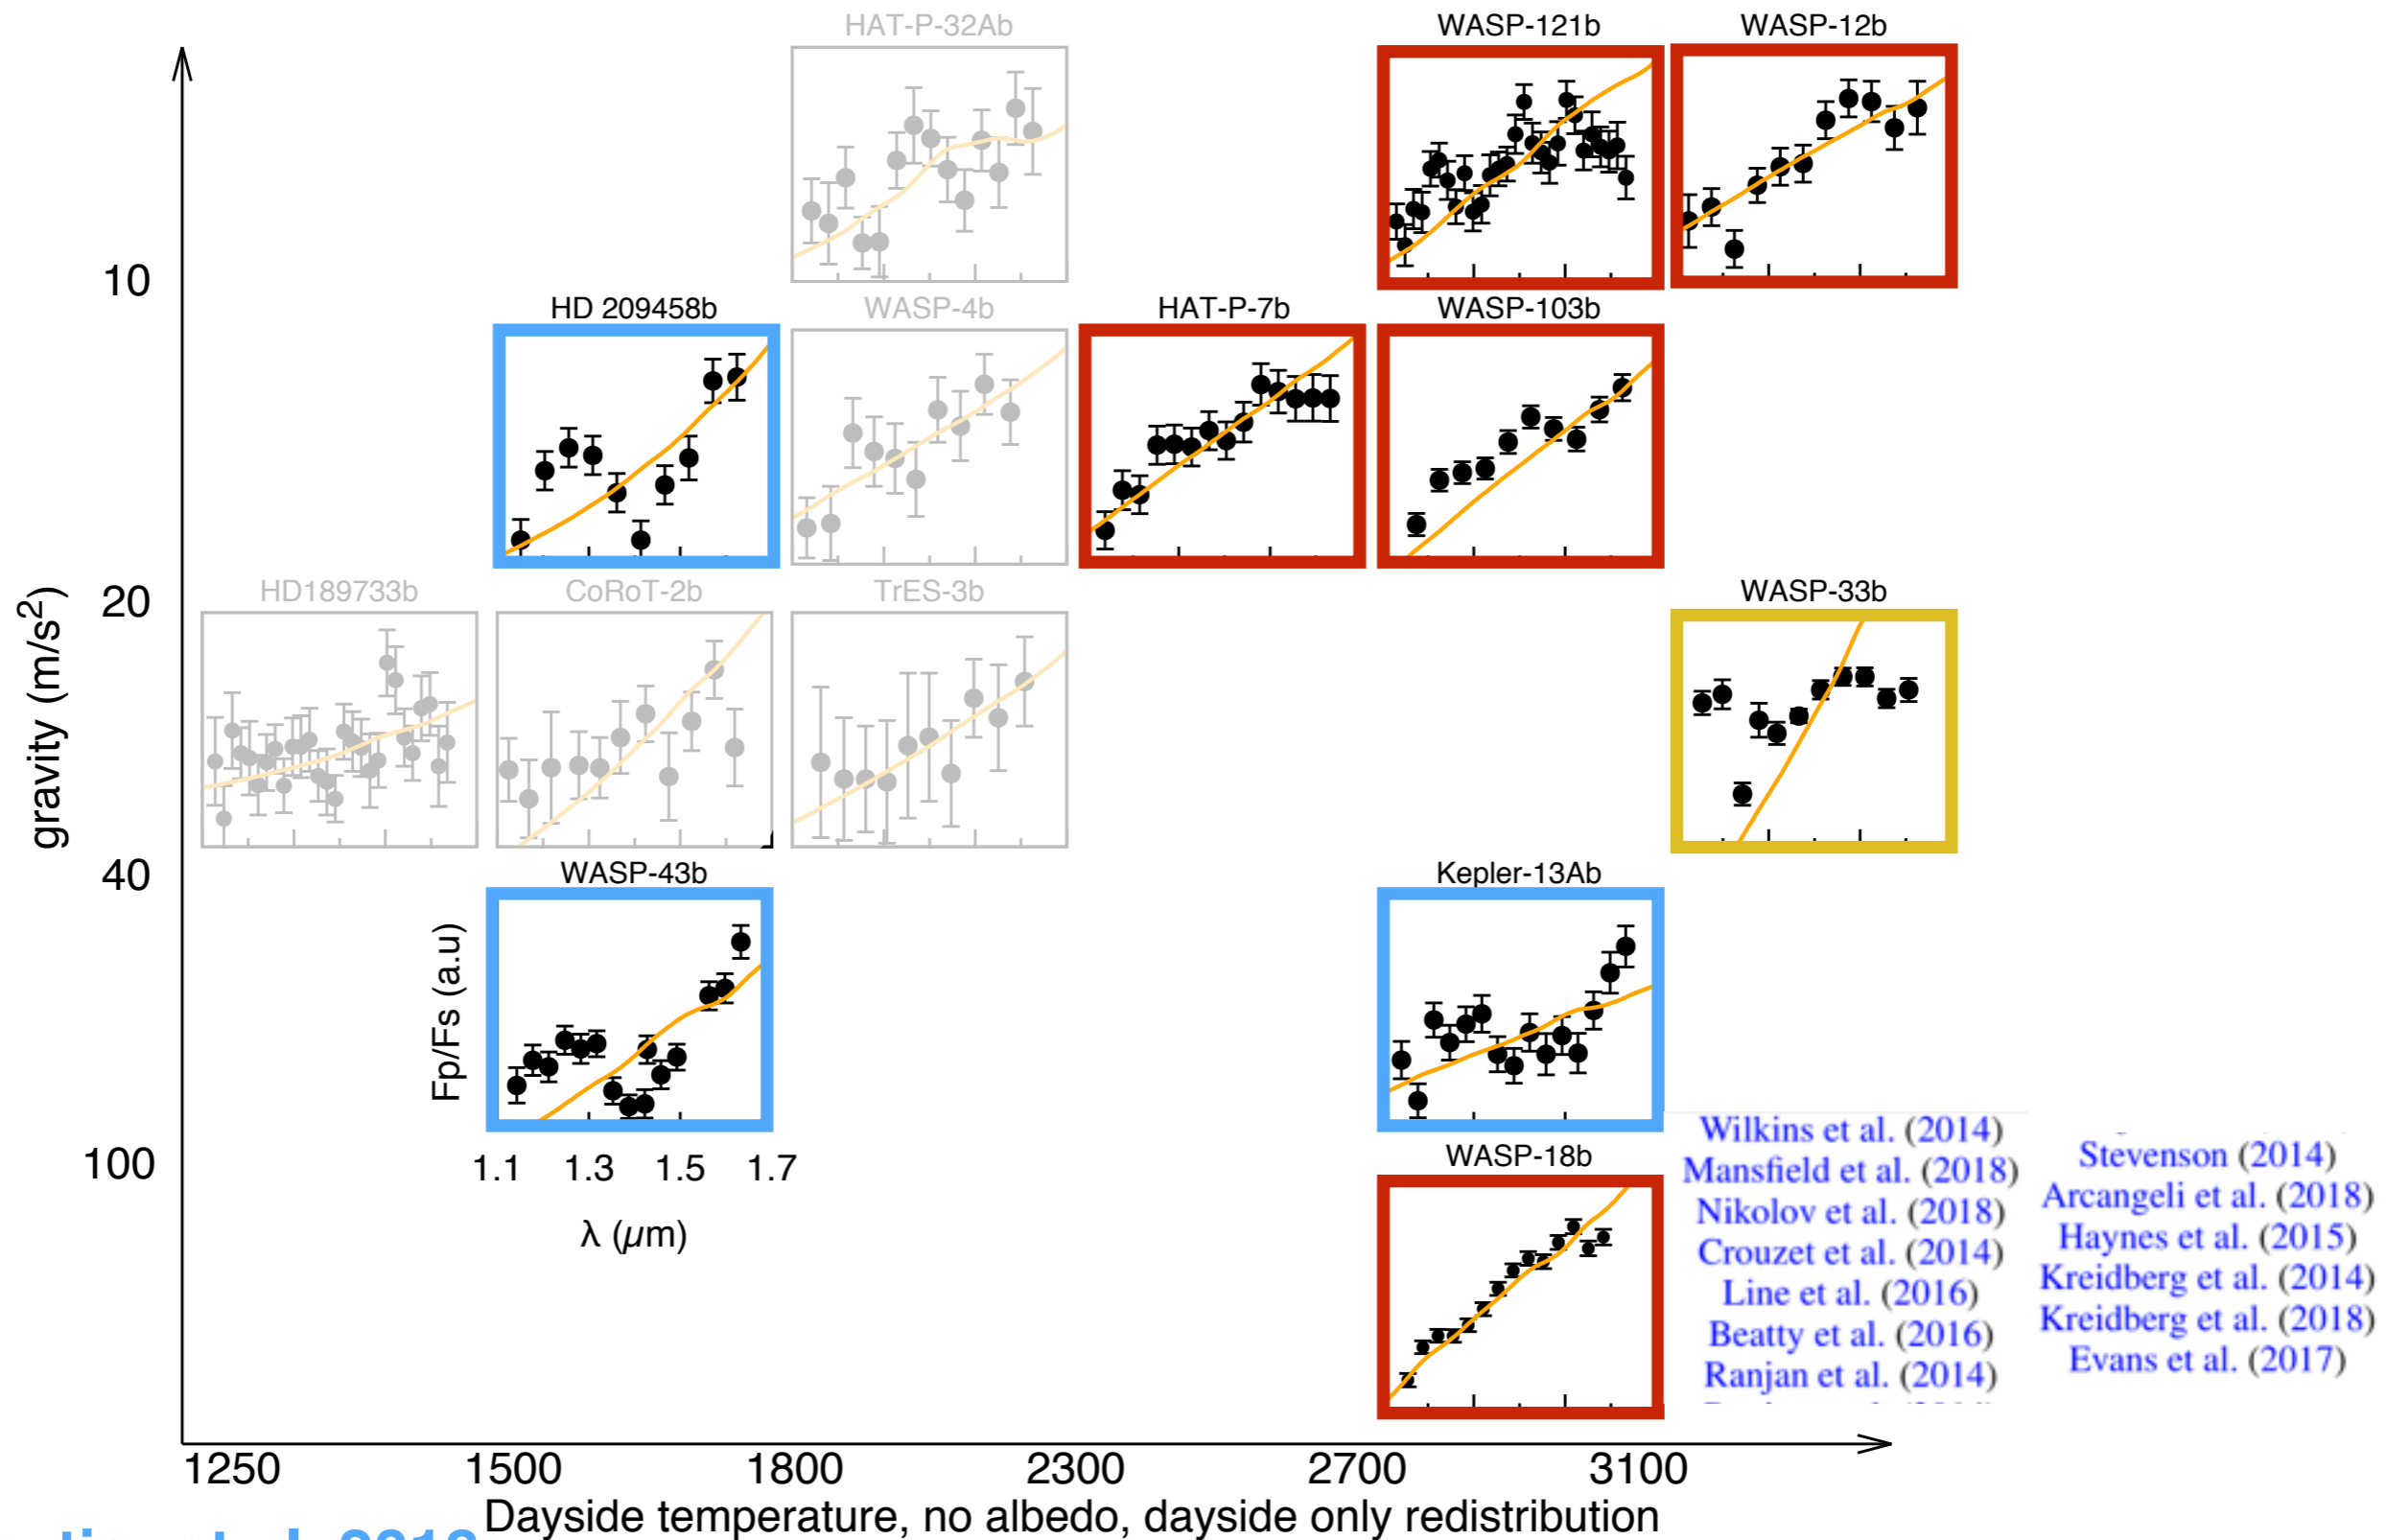 HAT-P-32Ab
WASP-121b
WASP-12b
10
HD 209458b
WASP-4b
HAT-P-7b
WASP-103b
20
HD189733b
CoRoT-2b
TrES-3b
WASP-33b
gravity (m/s²)
40
WASP-43b
Kepler-13Ab
Fp/Fs (a.u)
100
1.1 1.3 1.5 1.7
λ (μm)
WASP-18b
Wilkins et al. (2014)
Mansfield et al. (2018)
Nikolov et al. (2018)
Crouzet et al. (2014)
Line et al. (2016)
Beatty et al. (2016)
Ranjan et al. (2014)
Stevenson (2014)
Arcangeli et al. (2018)
Haynes et al. (2015)
Kreidberg et al. (2014)
Kreidberg et al. (2018)
Evans et al. (2017)
1250 1500 1800 2300 2700 3100
Dayside temperature, no albedo, dayside only redistribution